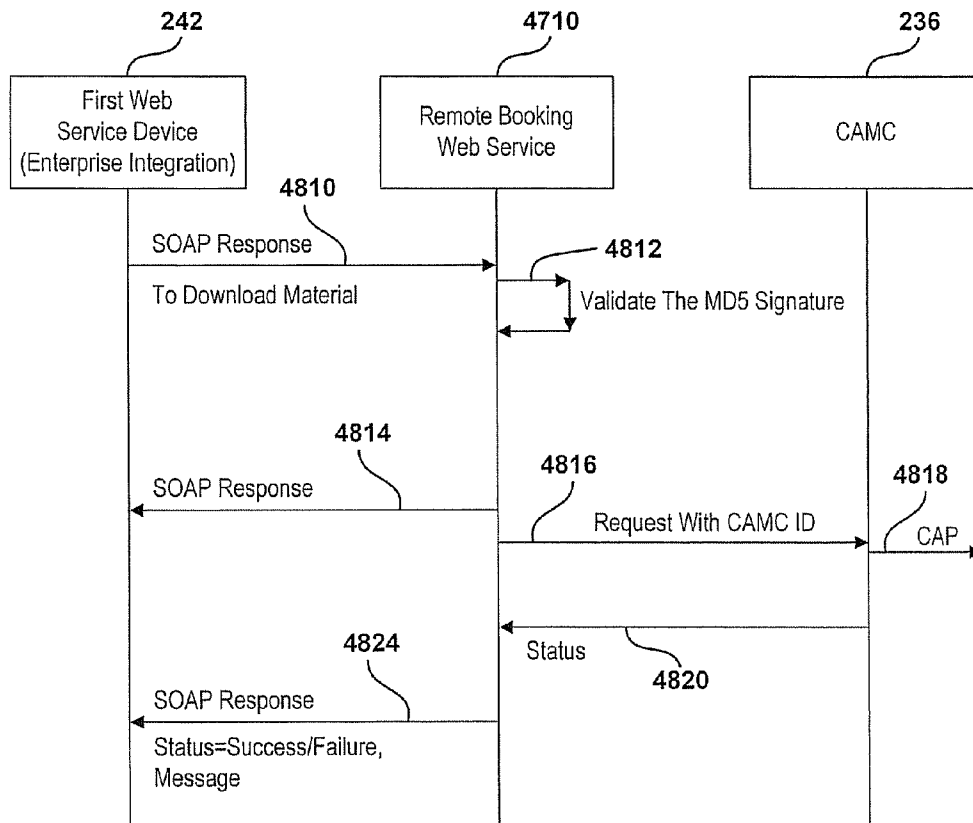 242
4710
236
First Web
Service Device
(Enterprise Integration)
Remote Booking
Web Service
CAMC
4810
SOAP Response
To Download Material
4812
Validate The MD5 Signature
4814
SOAP Response
4816
Request With CAMC ID
4818
CAP
Status
4820
4824
SOAP Response
Status=Success/Failure,
Message